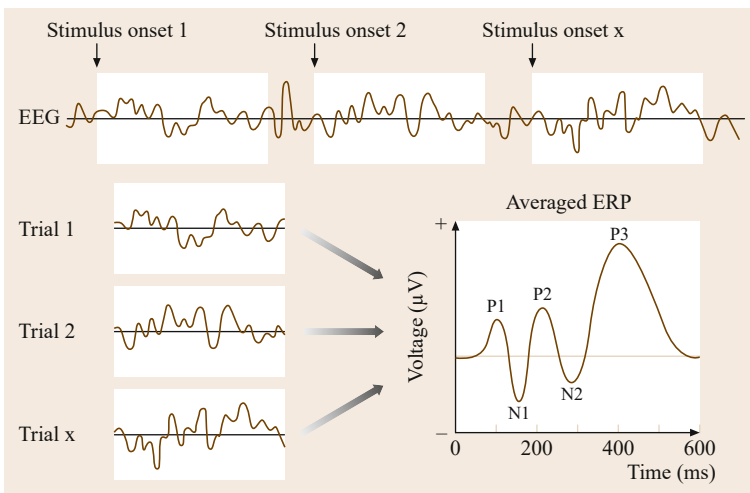 Stimulus onset 1
Stimulus onset 2
Stimulus onset x
EEG
Trial 1
Trial 2
Trial x
Averaged ERP
+
Voltage (µV)
−
P1
P2
P3
N1
N2
0 200 400 600
Time (ms)